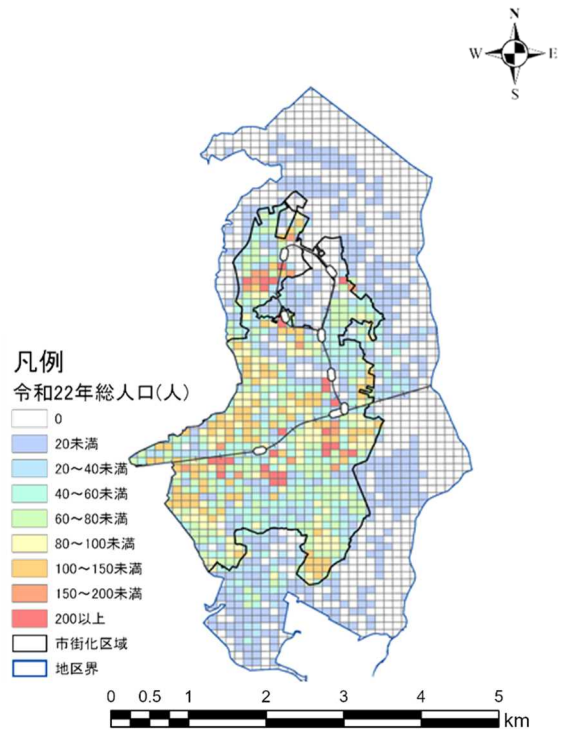 N
W E
S
凡例
令和22年総人口(人)
0
20未満
20～40未満
40～60未満
60～80未満
80～100未満
100～150未満
150～200未満
200以上
市街化区域
地区界
0 0.5 1 2 3 4 5
km